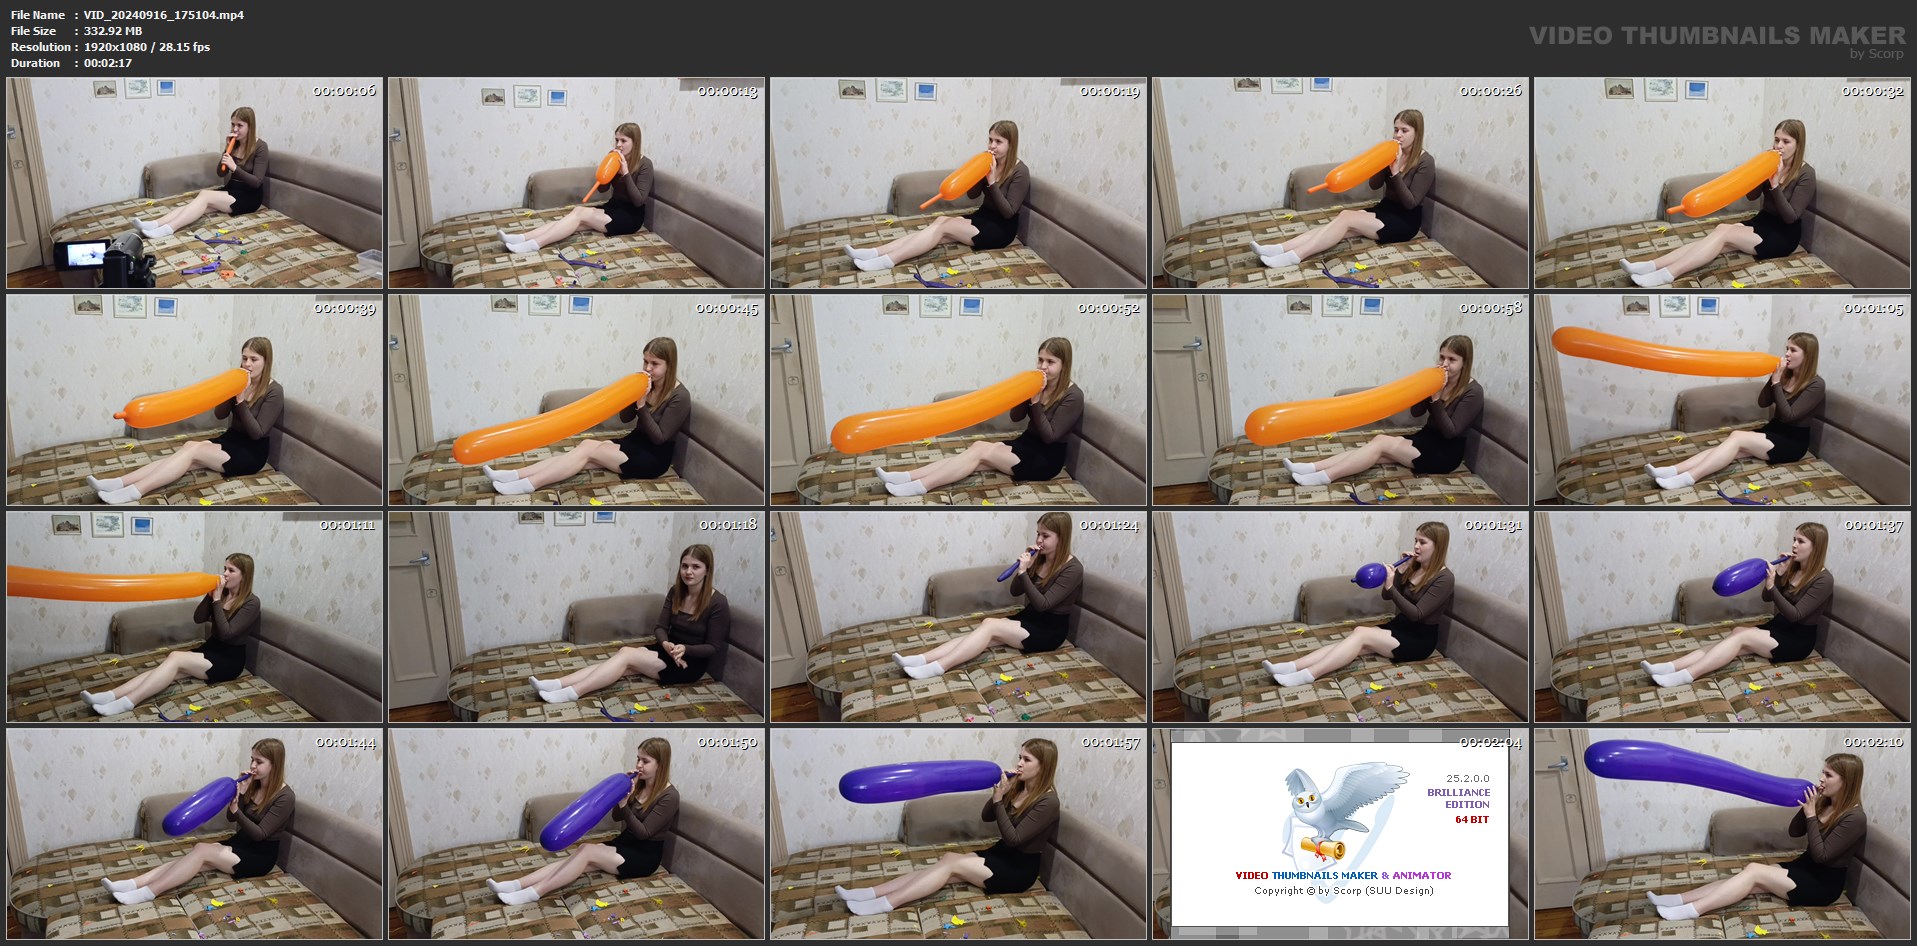 File Name : VID_20240916_175104.mp4
File Size : 332.92 MB
Resolution : 1920x1080 / 28.15 fps
Duration : 00:02:17
VIDEO THUMBNAILS MAKER
by Scorp
00:00:06
00:00:13
00:00:19
00:00:26
00:00:32
00:00:39
00:00:45
00:00:52
00:00:58
00:01:05
00:01:11
00:01:18
00:01:24
00:01:31
00:01:37
00:01:44
00:01:50
00:01:57
00:02:04
25.2.0.0
BRILLIANCE
EDITION
64 BIT
VIDEO THUMBNAILS MAKER & ANIMATOR
Copyright © by Scorp (SUU Design)
00:02:10